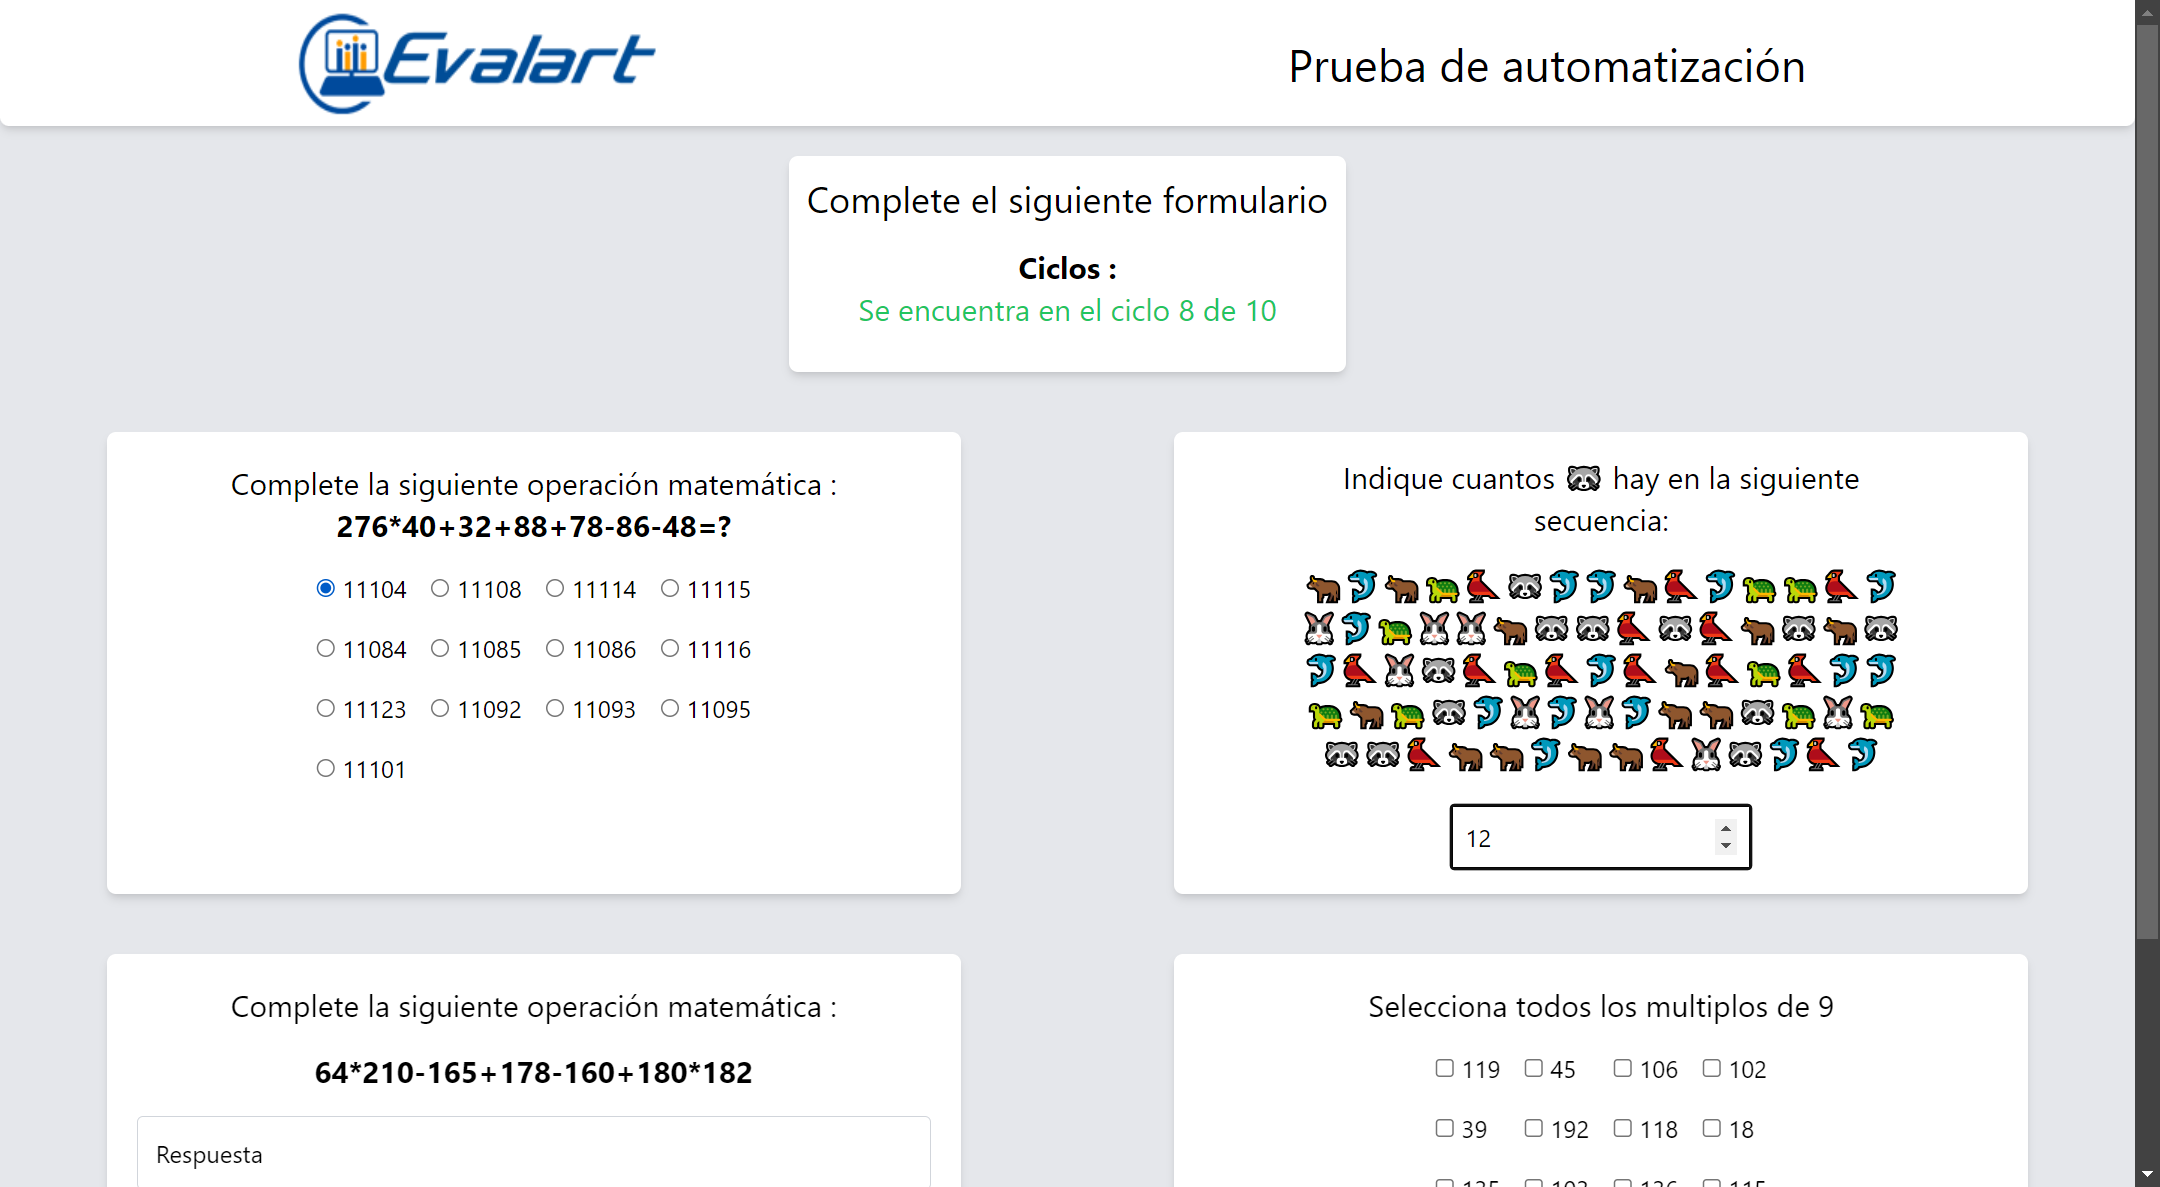 Evalart
Prueba de automatización
Complete el siguiente formulario
Ciclos :
Se encuentra en el ciclo 8 de 10
Complete la siguiente operación matemática :
276*40+32+88+78-86-48=?
11104 11108 11114 11115
11084 11085 11086 11116
11123 11092 11093 11095
11101
Indique cuantos 🦝 hay en la siguiente
secuencia:
12
Complete la siguiente operación matemática :
64*210-165+178-160+180*182
Respuesta
Selecciona todos los multiplos de 9
119 45 106 102
39 192 118 18